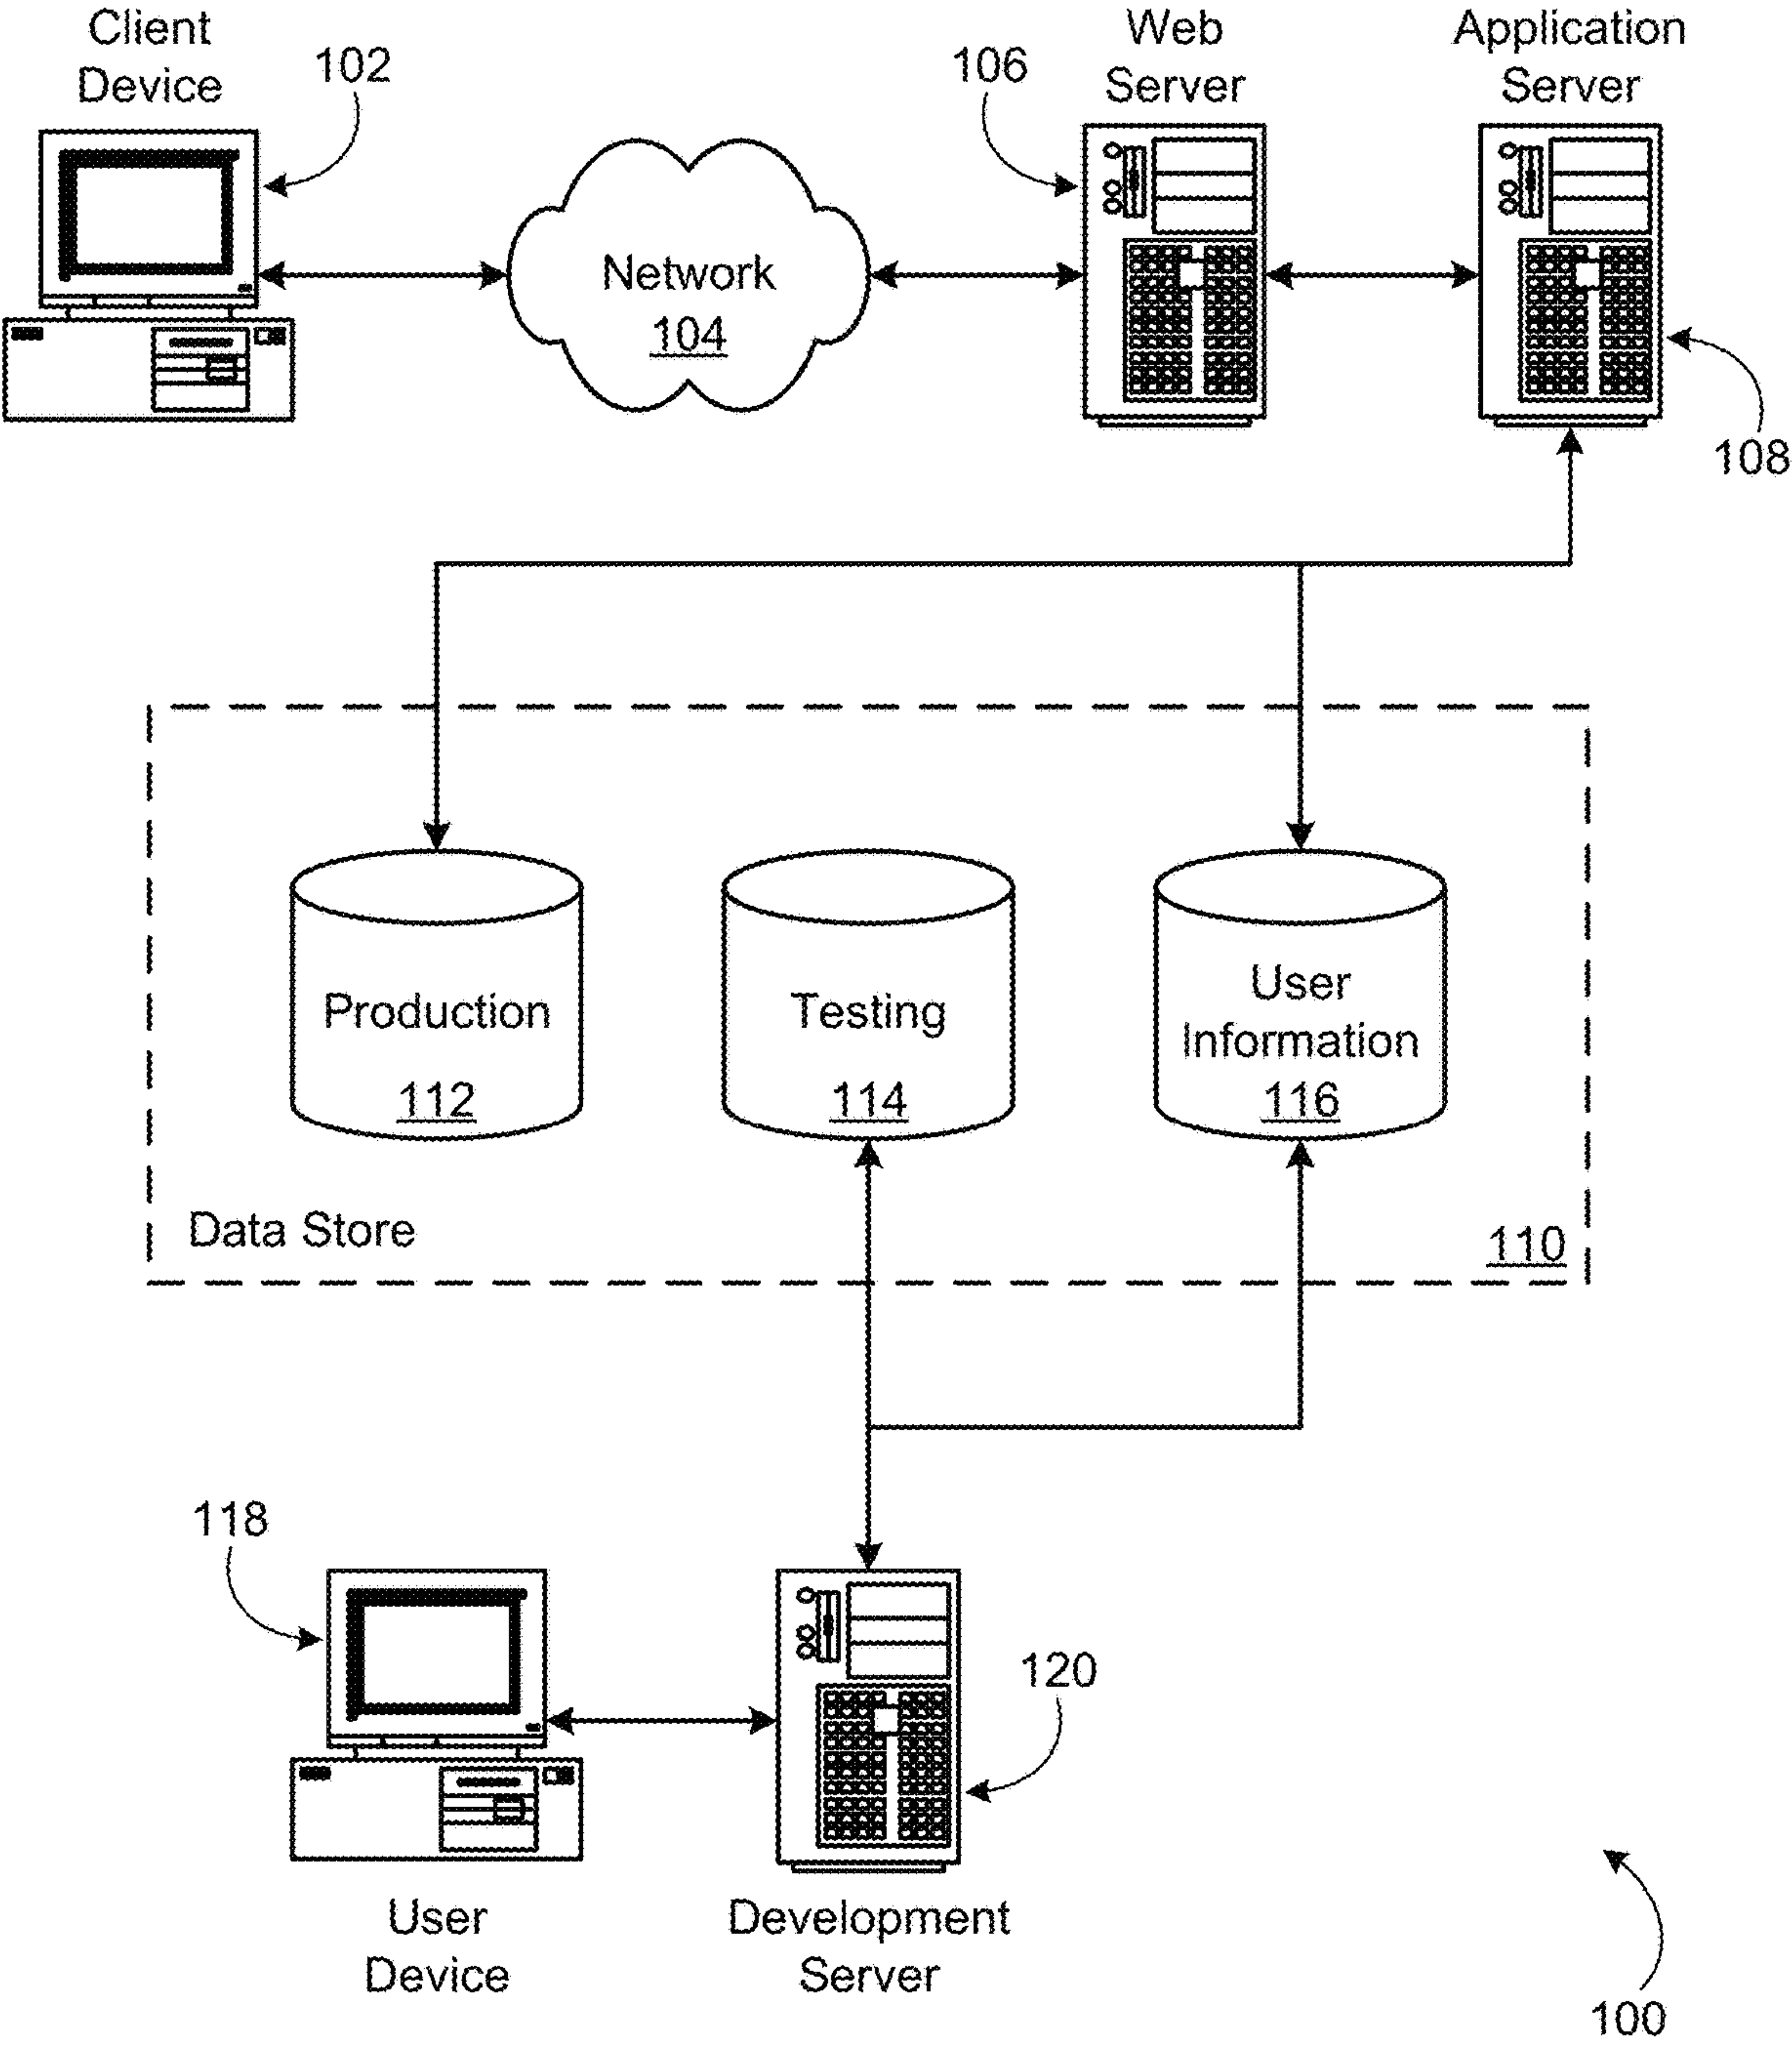 Client
Device
102
Network
104
106
Web
Server
Application
Server
108
Production
112
Testing
114
User
Information
116
Data Store
110
118
User
Device
120
Development
Server
100